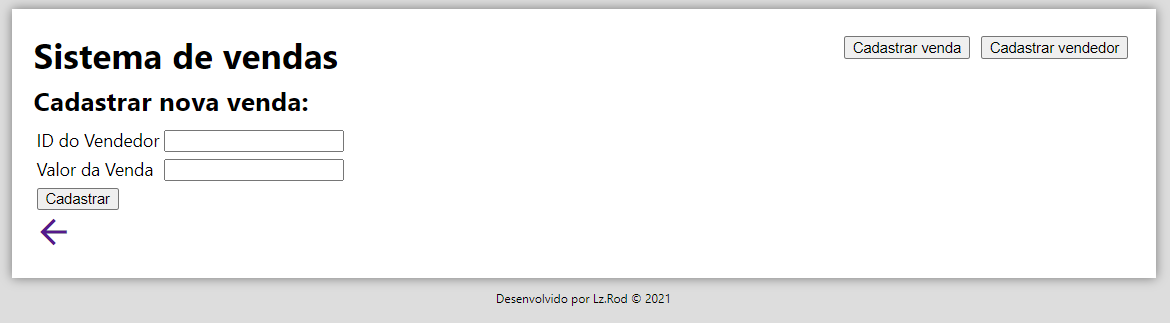 Sistema de vendas
Cadastrar venda Cadastrar vendedor
Cadastrar nova venda:
ID do Vendedor
Valor da Venda
Cadastrar
Desenvolvido por Lz.Rod © 2021